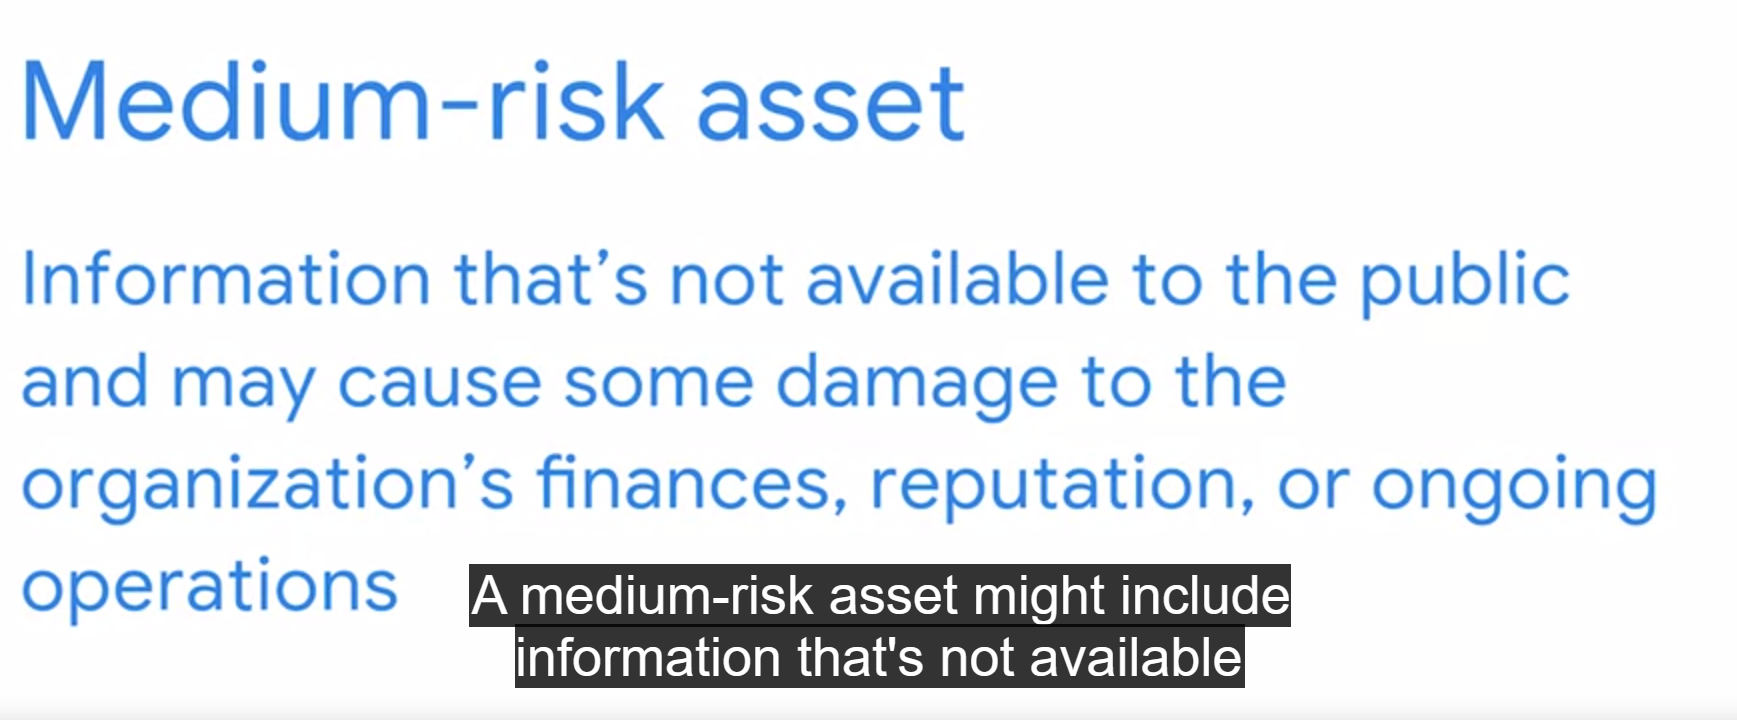 Medium-risk asset
Information that’s not available to the public
and may cause some damage to the
organization’s finances, reputation, or ongoing
operations
A medium-risk asset might include
information that's not available